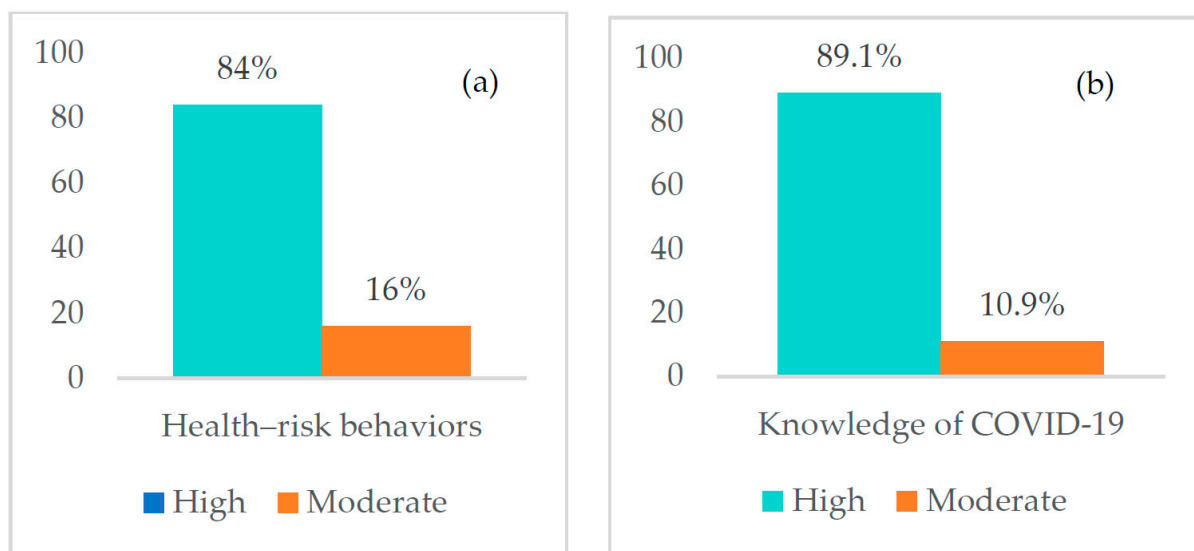 (a)
100
80
60
40
20
0
84%
16%
Health–risk behaviors
High Moderate
(b)
100
80
60
40
20
0
89.1%
10.9%
Knowledge of COVID-19
High Moderate